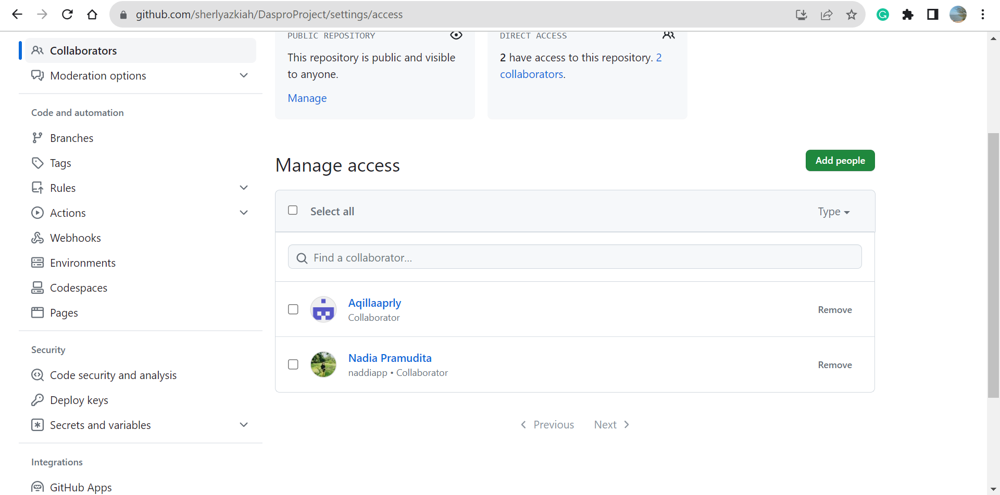 github.com/sherlyazkiah/DasproProject/settings/access
Collaborators
Moderation options
Code and automation
Branches
Tags
Rules
Actions
Webhooks
Environments
Codespaces
Pages
Security
Code security and analysis
Deploy keys
Secrets and variables
Integrations
GitHub Apps
PUBLIC REPOSITORY
This repository is public and visible
to anyone.
Manage
DIRECT ACCESS
2 have access to this repository. 2
collaborators.
Manage access
Add people
Select all
Type
Find a collaborator...
Aqillaaprly
Collaborator
Remove
Nadia Pramudita
naddiapp • Collaborator
Remove
Previous
Next